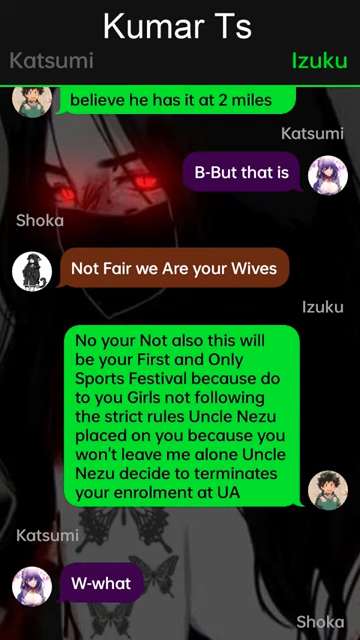 Kumar Ts
Katsumi
Izuku
believe he has it at 2 miles
Katsumi
B-But that is
Shoka
Not Fair we Are your Wives
Izuku
No your Not also this will
be your First and Only
Sports Festival because do
to you Girls not following
the strict rules Uncle Nezu
placed on you because you
won't leave me alone Uncle
Nezu decide to terminates
your enrolment at UA
Katsumi
W-what
Shoka